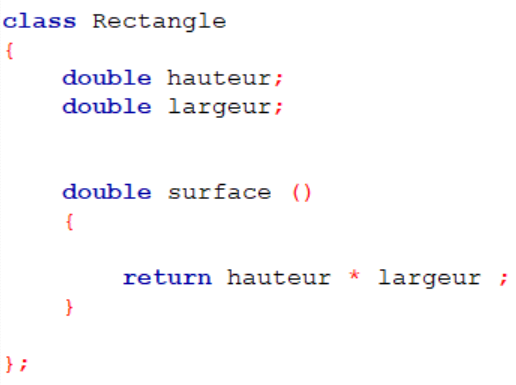 class Rectangle
{
double hauteur;
double largeur;
double surface ()
{
return hauteur * largeur ;
}
};